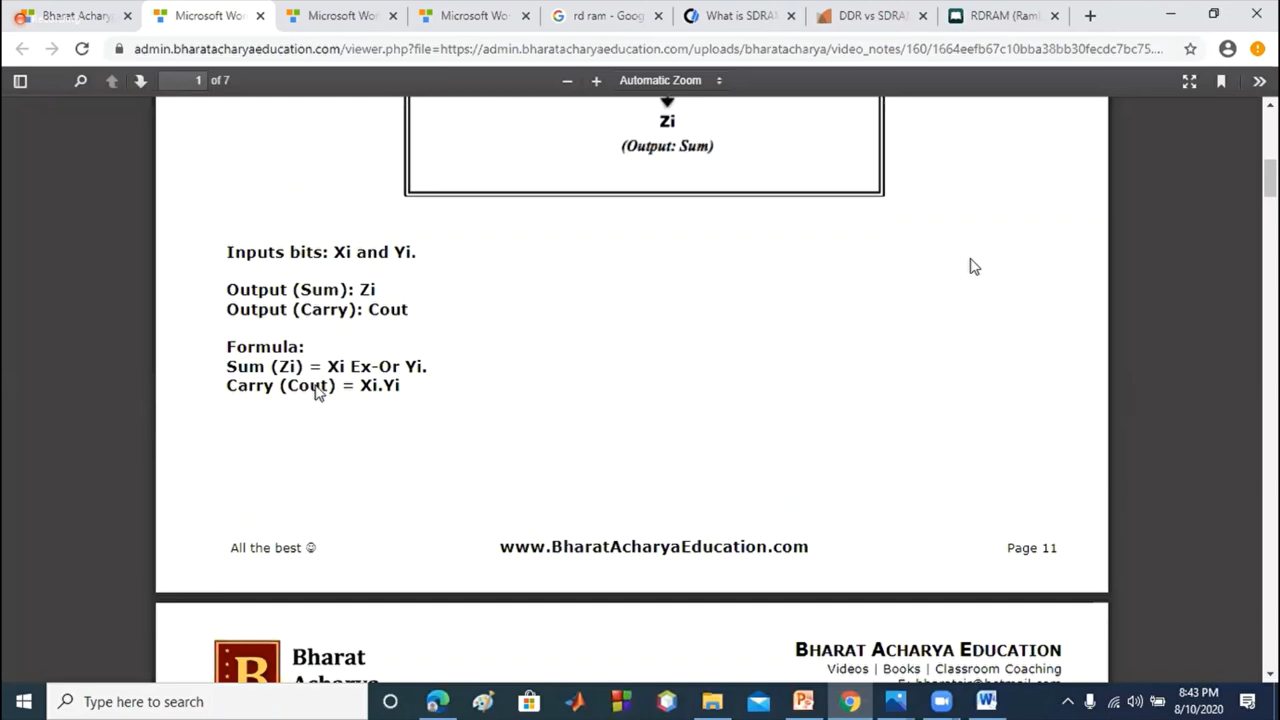 Bharat Achary
Microsoft Wo
Microsoft Wo
Microsoft Wo
rd ram - Goog
What is SDRA
DDR vs SDRA
RDRAM (Ram
admin.bharatacharyaeducation.com/viewer.php?file=https://admin.bharatacharyaeducation.com/uploads/bharatacharya/video_notes/160/1664eefb67c10bba38bb30fecdc7bc75....
1 of 7
Automatic Zoom
Zi
(Output: Sum)
Inputs bits: Xi and Yi.
Output (Sum): Zi
Output (Carry): Cout
Formula:
Sum (Zi) = Xi Ex-Or Yi.
Carry (Cout) = Xi.Yi
All the best ☺
www.BharatAcharyaEducation.com
Page 11
B
Bharat
Acharya
BHARAT ACHARYA EDUCATION
Videos | Books | Classroom Coaching
Type here to search
8:43 PM
8/10/2020